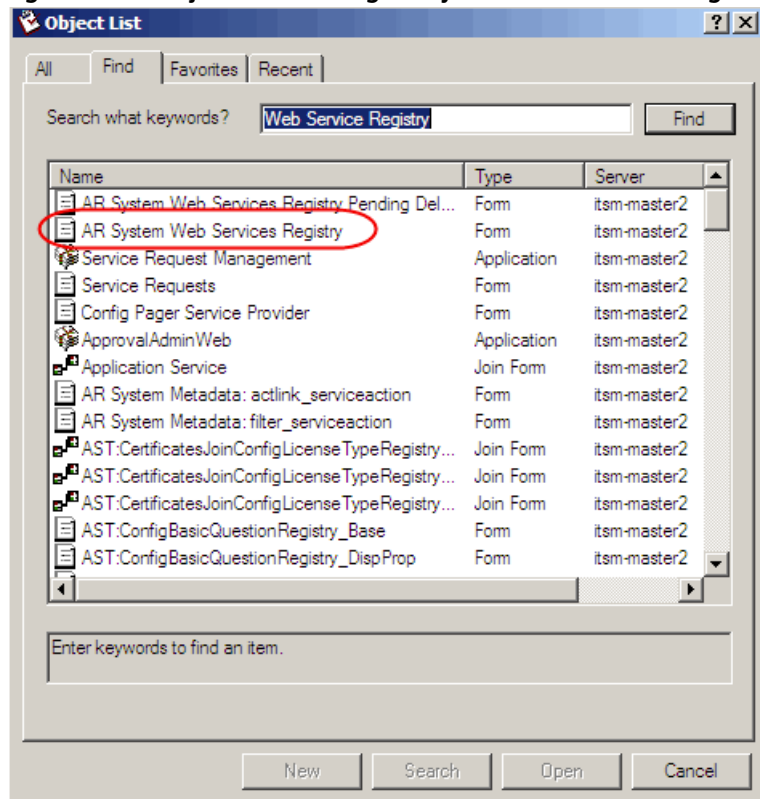 Object List
All Find Favorites Recent
Search what keywords? Web Service Registry Find
Name Type Server
AR System Web Services Registry Pending Del... Form itsm-master2
AR System Web Services Registry Form itsm-master2
Service Request Management Application itsm-master2
Service Requests Form itsm-master2
Config Pager Service Provider Form itsm-master2
ApprovalAdminWeb Application itsm-master2
Application Service Join Form itsm-master2
AR System Metadata: actlink_serviceaction Form itsm-master2
AR System Metadata: filter_serviceaction Form itsm-master2
AST:CertificatesJoinConfigLicenseTypeRegistry... Join Form itsm-master2
AST:CertificatesJoinConfigLicenseTypeRegistry... Join Form itsm-master2
AST:CertificatesJoinConfigLicenseTypeRegistry... Join Form itsm-master2
AST:ConfigBasicQuestionRegistry_Base Form itsm-master2
AST:ConfigBasicQuestionRegistry_DispProp Form itsm-master2
Enter keywords to find an item.
New Search Open Cancel